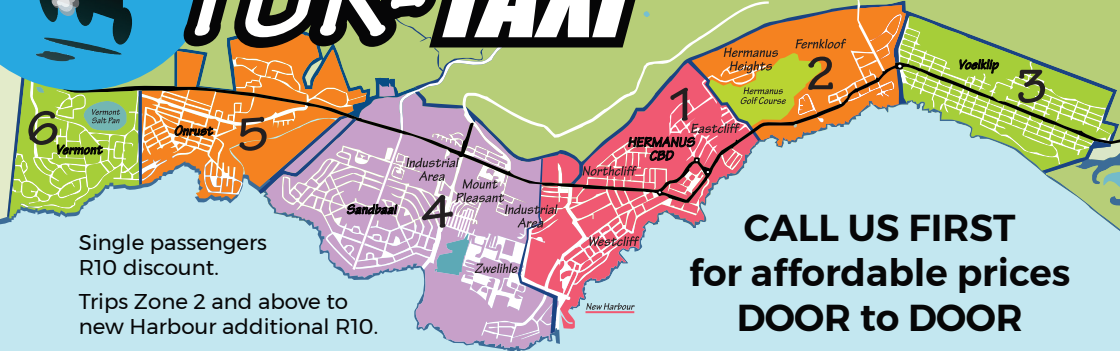 TUK-TAXI
Hermanus
Heights
Fernkloof
2
Hermanus
Golf Course
Voelklip
3
1
Eastcliff
HERMANUS
CBD
Northcliff
Westcliff
New Harbour
6
Vermont
Salt Pan
Vermont
Onrust
5
Industrial
Area
Mount
Pleasant
Sandbaai
4
Industrial
Area
Zwelihle
Single passengers
R10 discount.
Trips Zone 2 and above to
new Harbour additional R10.
CALL US FIRST
for affordable prices
DOOR to DOOR